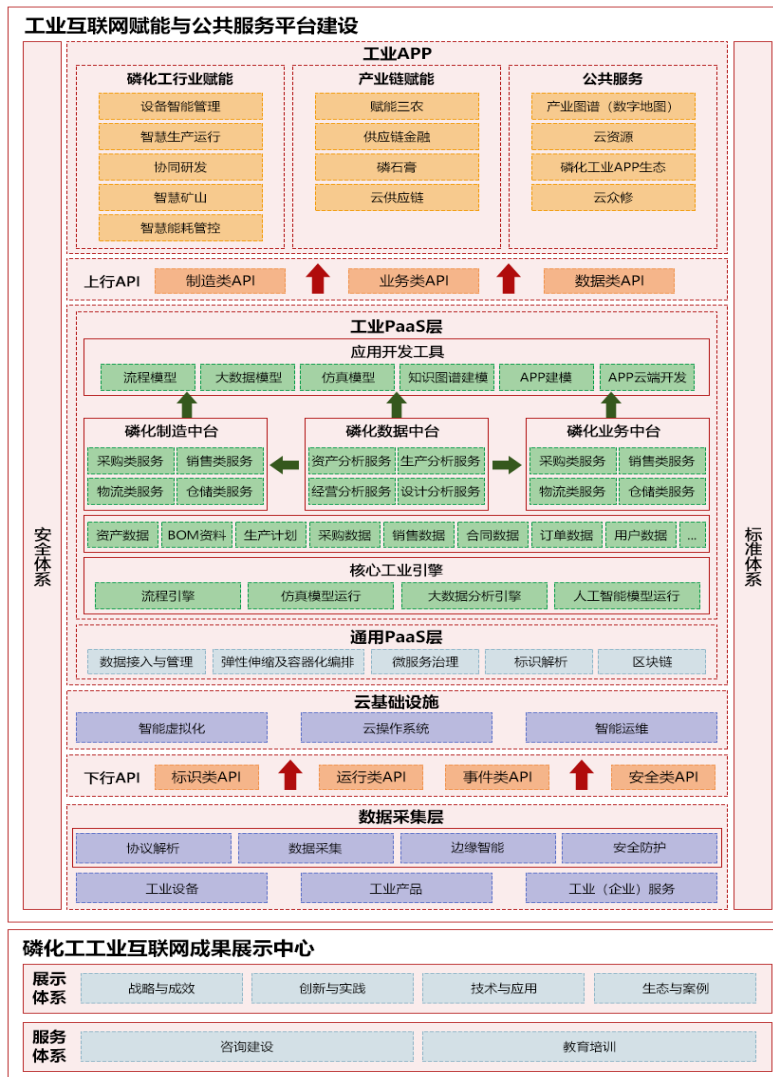 工业互联网赋能与公共服务平台建设
安全体系
标准体系
工业APP
磷化工行业赋能
设备智能管理
智慧生产运行
协同研发
智慧矿山
智慧能耗管控
产业链赋能
赋能三农
供应链金融
磷石膏
云供应链
公共服务
产业图谱（数字地图）
云资源
磷化工业APP生态
云众修
上行API 制造类API 业务类API 数据类API
工业PaaS层
应用开发工具
流程模型 大数据模型 仿真模型 知识图谱建模 APP建模 APP云端开发
磷化制造中台
采购类服务 销售类服务
物流类服务 仓储类服务
磷化数据中台
资产分析服务 生产分析服务
经营分析服务 设计分析服务
磷化业务中台
采购类服务 销售类服务
物流类服务 仓储类服务
资产数据 BOM资料 生产计划 采购数据 销售数据 合同数据 订单数据 用户数据 ...
核心工业引擎
流程引擎 仿真模型运行 大数据分析引擎 人工智能模型运行
通用PaaS层
数据接入与管理 弹性伸缩及容器化编排 微服务治理 标识解析 区块链
云基础设施
智能虚拟化 云操作系统 智能运维
下行API 标识类API 运行类API 事件类API 安全类API
数据采集层
协议解析 数据采集 边缘智能 安全防护
工业设备 工业产品 工业（企业）服务
磷化工工业互联网成果展示中心
展示体系
战略与成效 创新与实践 技术与应用 生态与案例
服务体系
咨询建设 教育培训